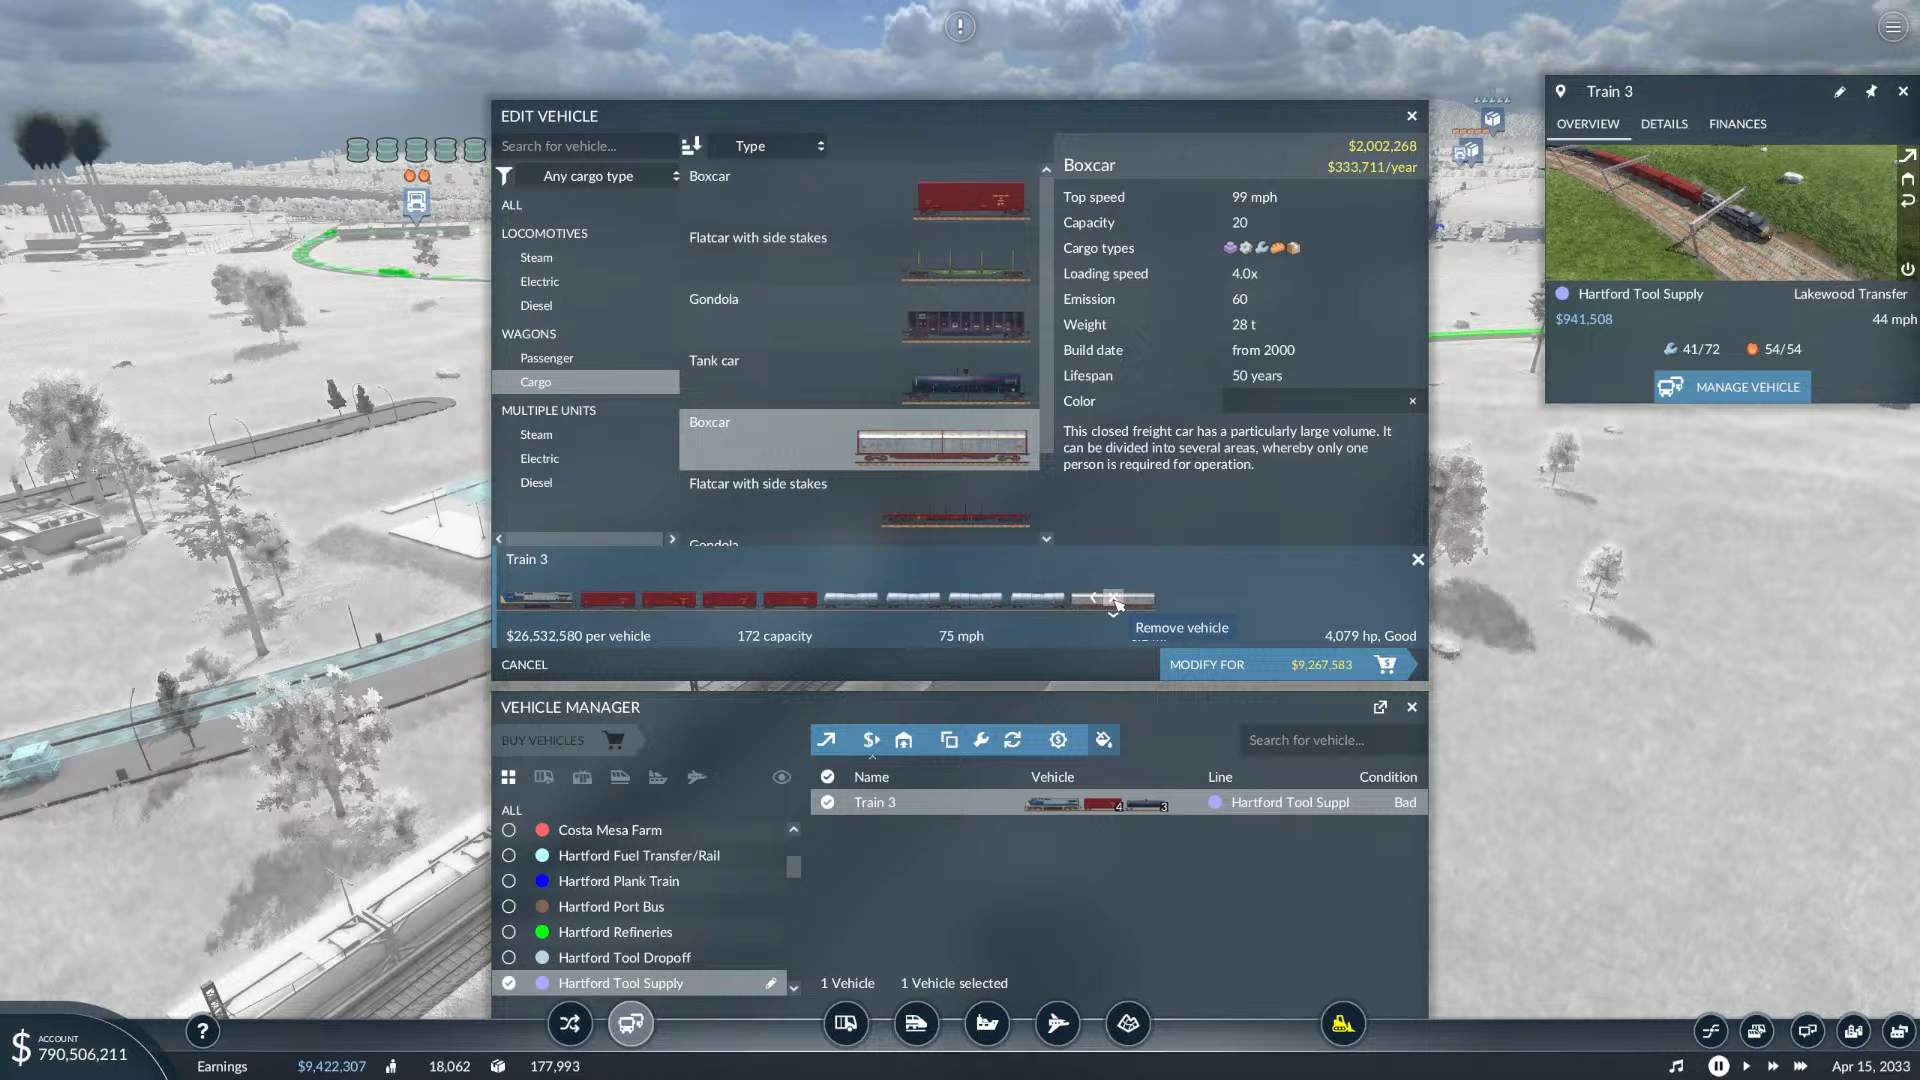 EDIT VEHICLE
Search for vehicle...
Type
Any cargo type
ALL
LOCOMOTIVES
Steam
Electric
Diesel
WAGONS
Passenger
Cargo
MULTIPLE UNITS
Steam
Electric
Diesel
Boxcar
Flatcar with side stakes
Gondola
Tank car
Boxcar
Flatcar with side stakes
Gondola
$2,002,268
Boxcar
$333,711/year
Top speed 99 mph
Capacity 20
Cargo types
Loading speed 4.0x
Emission 60
Weight 28 t
Build date from 2000
Lifespan 50 years
Color
This closed freight car has a particularly large volume. It
can be divided into several areas, whereby only one
person is required for operation.
Train 3
$26,532,580 per vehicle 172 capacity 75 mph 4,079 hp, Good
Remove vehicle
CANCEL
MODIFY FOR $9,267,583
VEHICLE MANAGER
BUY VEHICLES
Search for vehicle...
Name Vehicle Line Condition
Train 3 4 3 Hartford Tool Suppl Bad
ALL
Costa Mesa Farm
Hartford Fuel Transfer/Rail
Hartford Plank Train
Hartford Port Bus
Hartford Refineries
Hartford Tool Dropoff
Hartford Tool Supply
1 Vehicle 1 Vehicle selected
Train 3
OVERVIEW DETAILS FINANCES
Hartford Tool Supply Lakewood Transfer
$941,508 44 mph
41/72 54/54
MANAGE VEHICLE
$ ACCOUNT
790,506,211
?
Earnings $9,422,307 18,062 177,993
Apr 15, 2033